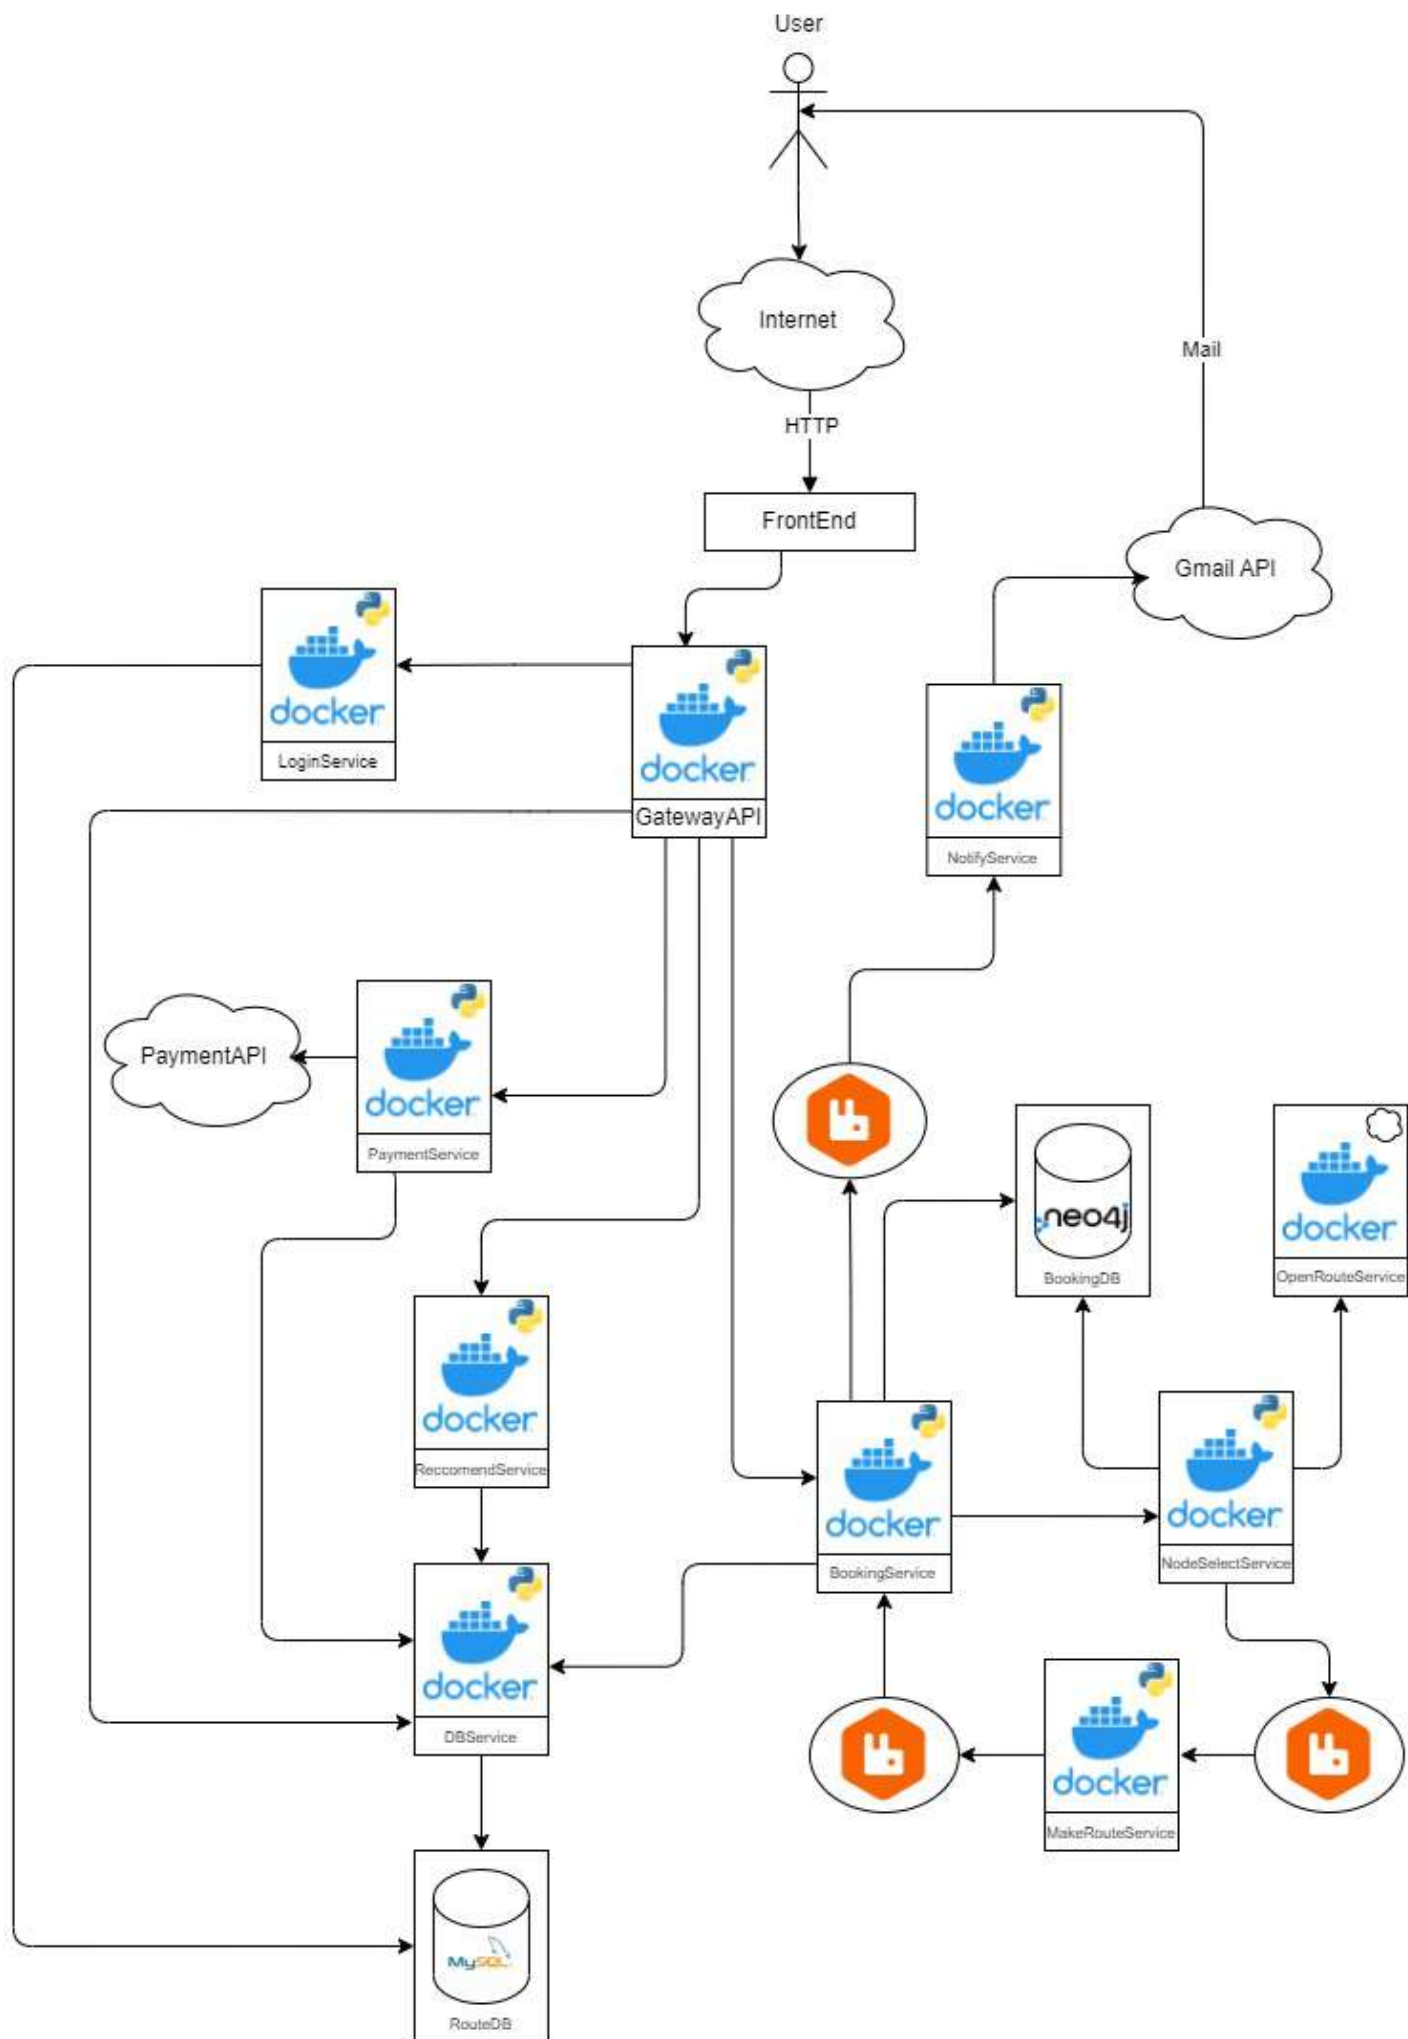 User
Internet
Mail
HTTP
FrontEnd
Gmail API
docker
LoginService
docker
GatewayAPI
docker
NotifyService
PaymentAPI
docker
PaymentService
neo4j
BookingDB
docker
OpenRouteService
docker
ReccomendService
docker
BookingService
docker
NodeSelectService
docker
DBService
docker
MakeRouteService
MySQL
RouteDB